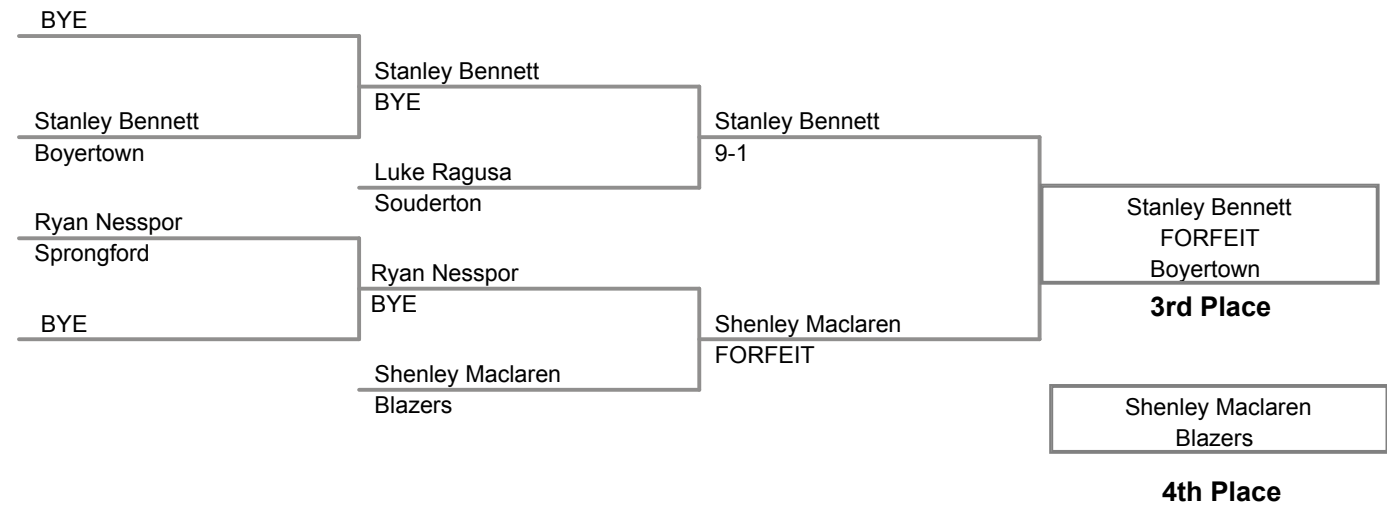 BYE
Stanley Bennett
BYE
Stanley Bennett
Boyertown
Stanley Bennett
9-1
Luke Ragusa
Souderton
Ryan Nesspor
Sprongford
Ryan Nesspor
BYE
BYE
Shenley Maclaren
FORFEIT
Shenley Maclaren
Blazers
Stanley Bennett
FORFEIT
Boyertown
3rd Place
Shenley Maclaren
Blazers
4th Place